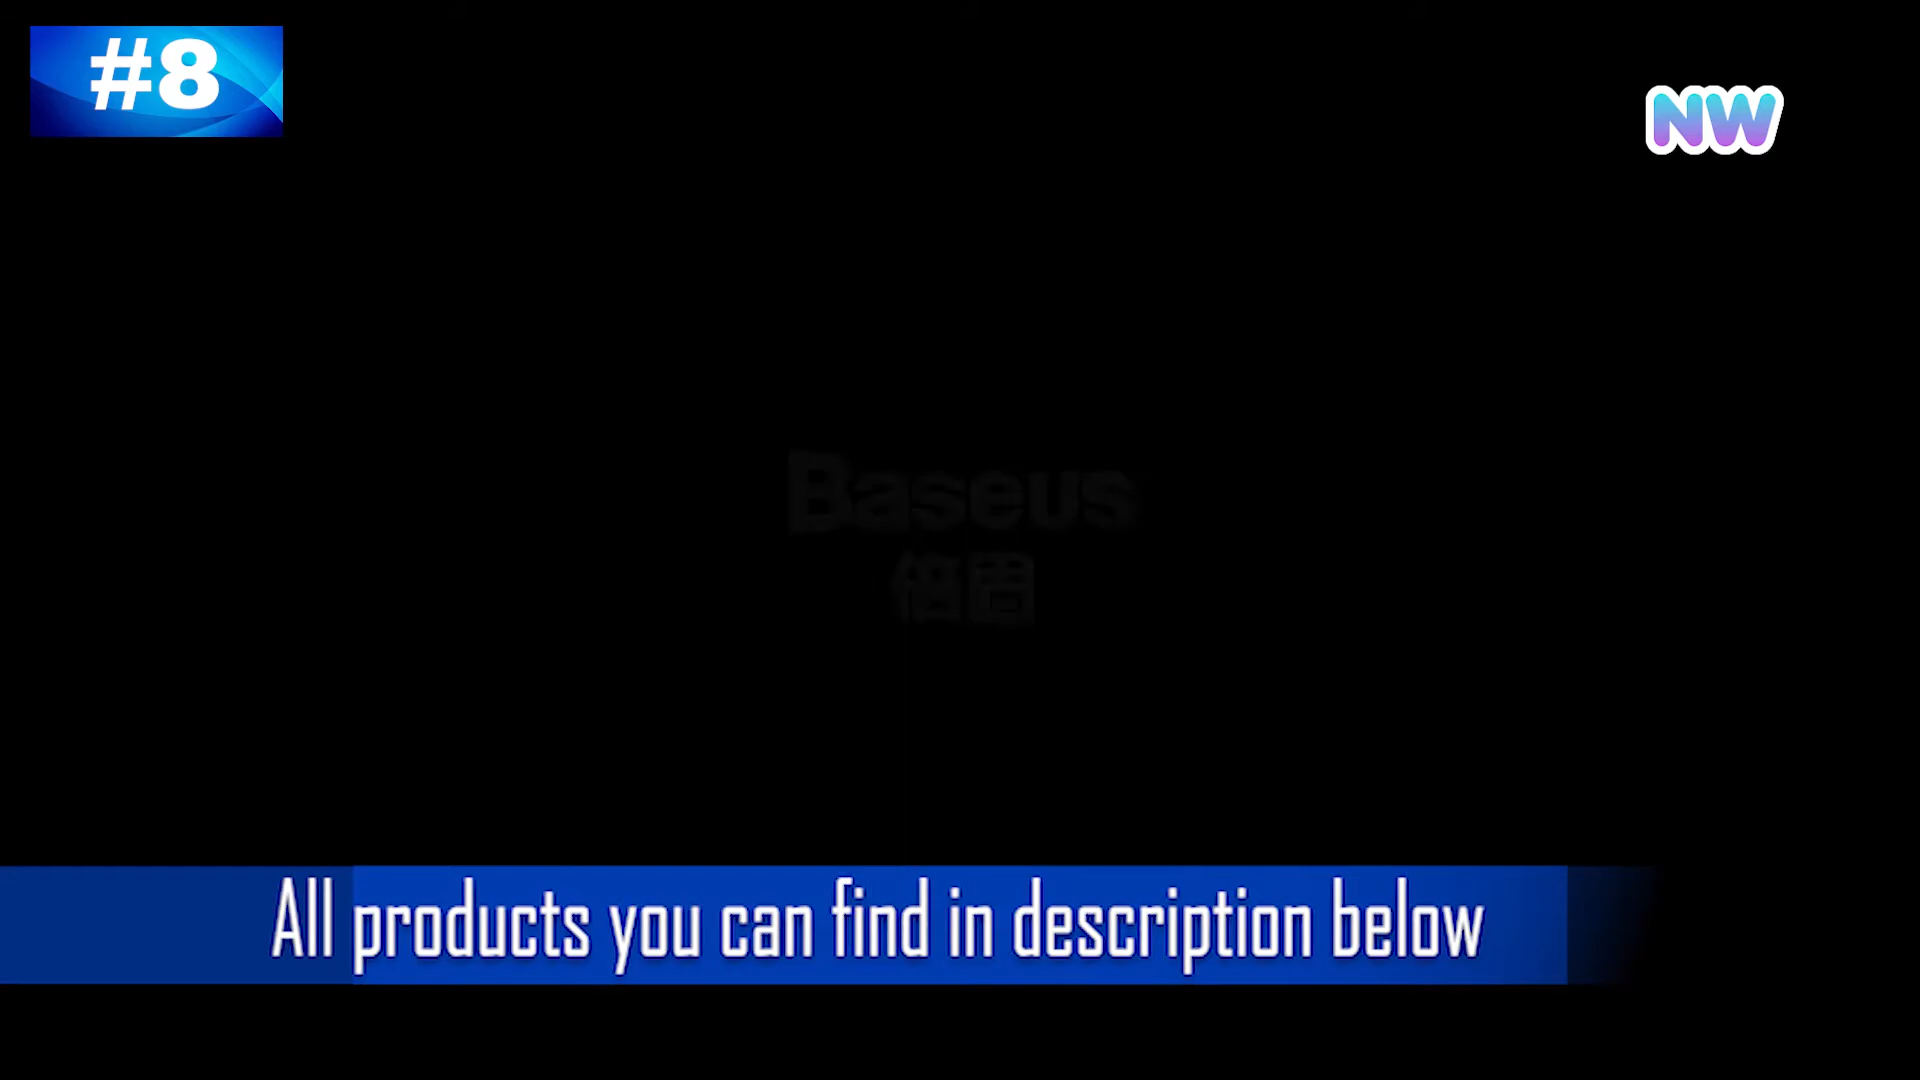 #8
NW
Baseus
倍思
All products you can find in description below